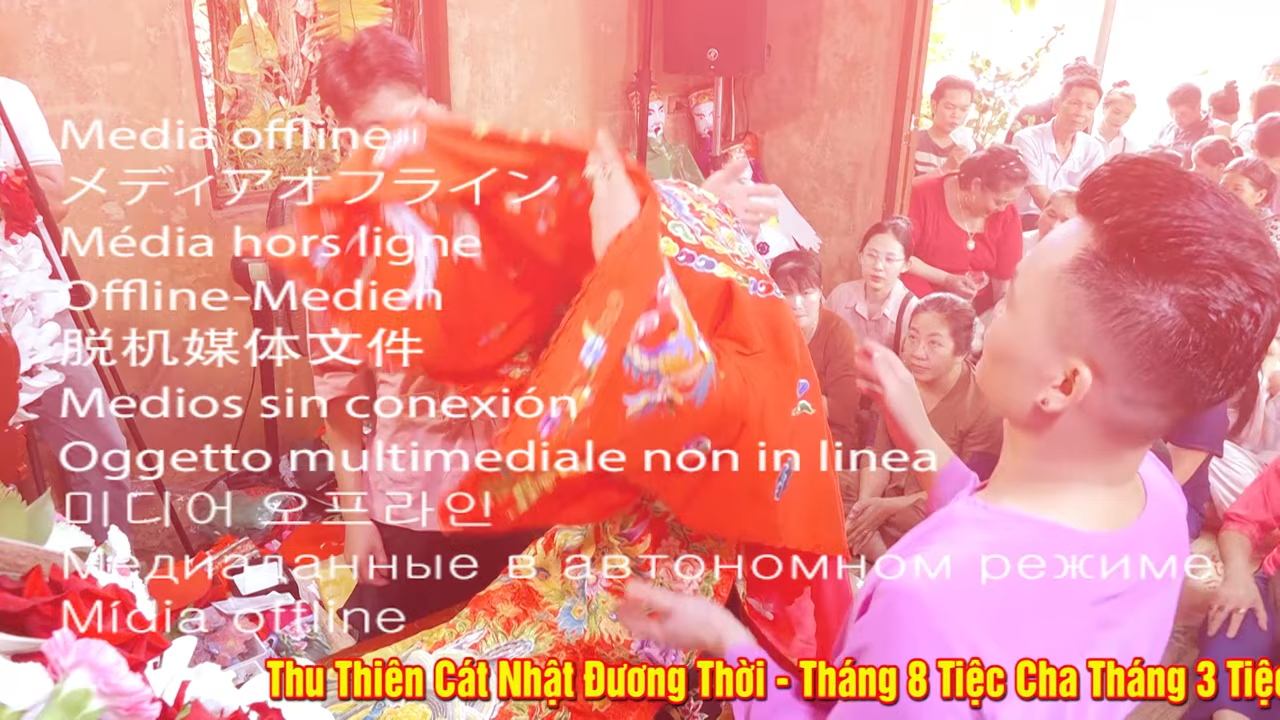 Media offline
メディアオフライン
Média hors ligne
Offline-Medien
脱机媒体文件
Medios sin conexión
Oggetto multimediale non in linea
미디어 오프라인
Медиаданные в автономном режиме
Mídia offline
Thu Thiên Cát Nhật Đương Thời - Tháng 8 Tiệc Cha Tháng 3 Tiệc